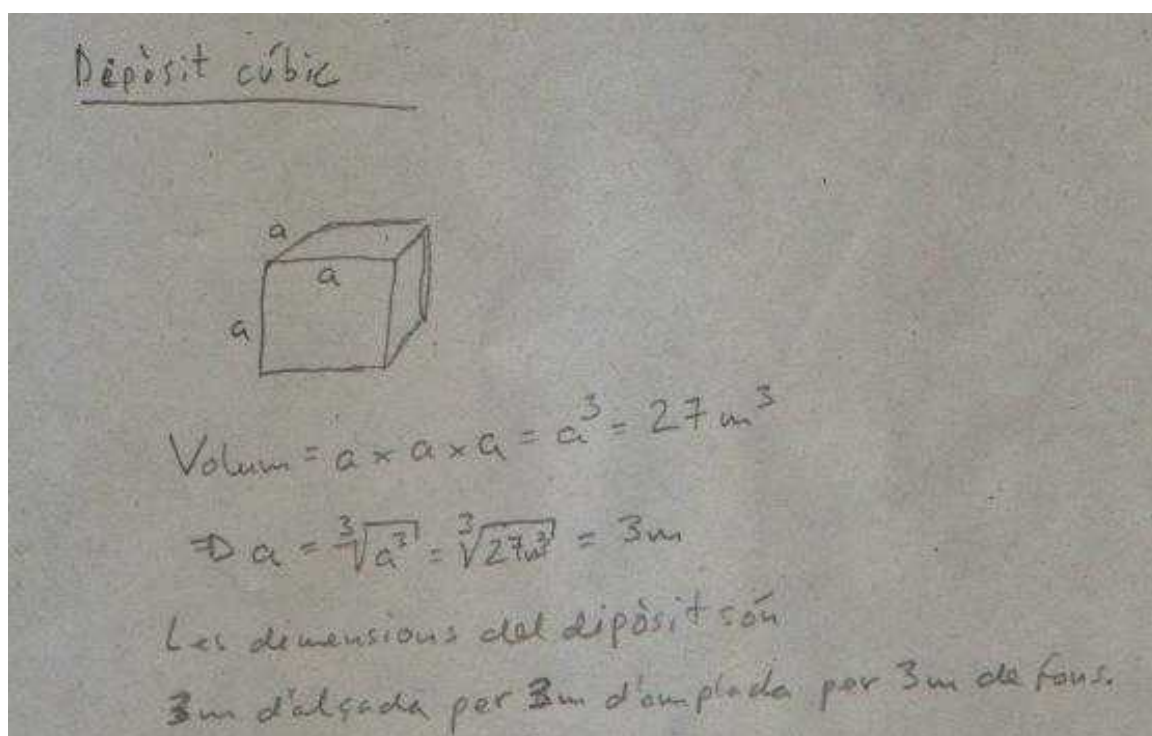 Dipòsit cúbic
a
a
a
Volum = a × a × a = a³ = 27 m³
⇒ a = ∛a³ = ∛27m³ = 3m
Les dimensions del dipòsit són
3m d'alçada per 3m d'amplada per 3m de fons.